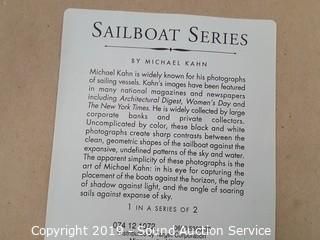 SAILBOAT SERIES
BY MICHAEL KAHN
Michael Kahn is widely known for his photographs
of sailing vessels. Kahn's images have been featured
in many national magazines and newspapers
including Architectural Digest, Women's Day and
The New York Times. He is widely collected by large
corporate banks and private collectors.
Uncomplicated by color, these black and white
photographs create sharp contrasts between the
clean, geometric shapes of the sailboat against the
expansive, undefined patterns of the sky and water.
The apparent simplicity of these photographs is the
art of Michael Kahn: in his eye for capturing the
placement of the boats against the horizon, the play
of shadow against light, and the angle of soaring
sails against expanse of sky.
1 IN A SERIES OF 2
Copyright 2019 - Sound Auction Service